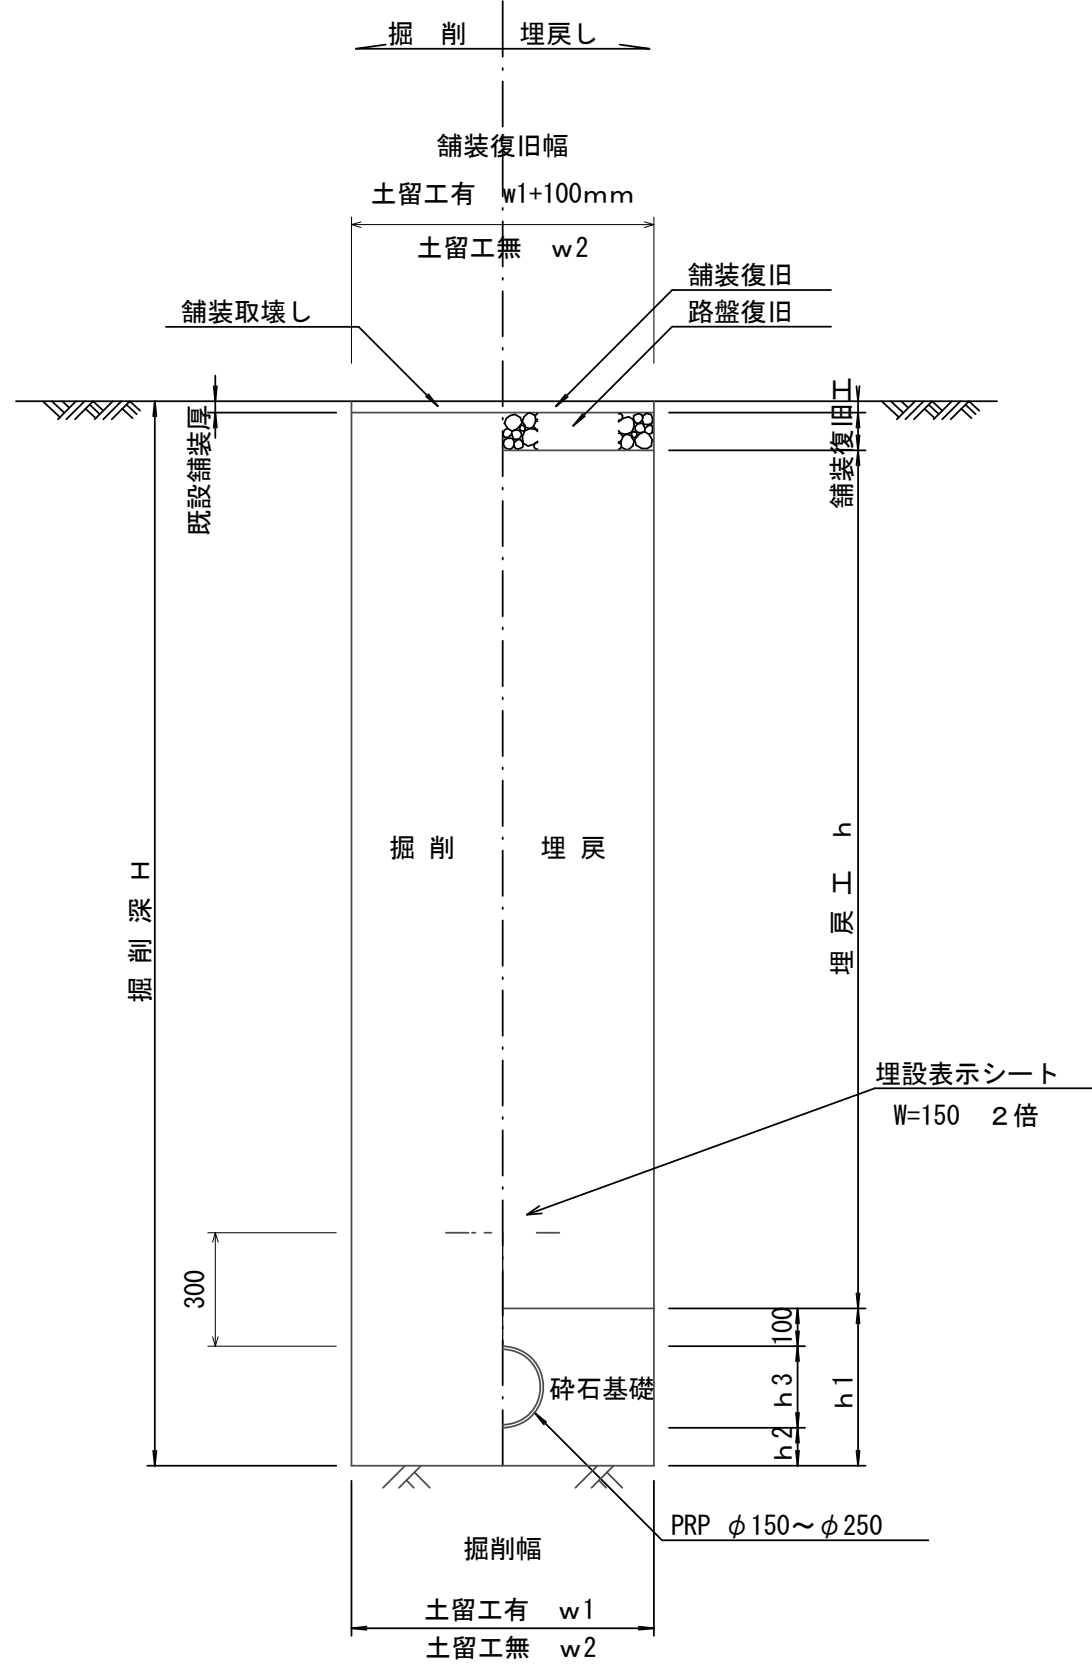 掘　削　埋戻し
舗装復旧幅
土留工有　w1+100mm
土留工無　w2
舗装復旧
舗装取壊し
路盤復旧
既設舗装厚
舗装復旧工
掘削
埋戻
掘削深 H
埋戻工 h
埋設表示シート
W=150　2倍
300
100
砕石基礎
h3
h1
h2
PRP φ150～φ250
掘削幅
土留工有　w1
土留工無　w2